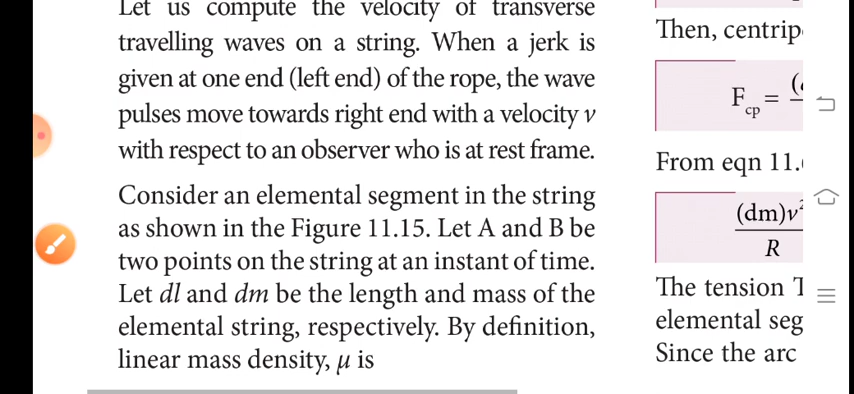 Let us compute the velocity of transverse
travelling waves on a string. When a jerk is
given at one end (left end) of the rope, the wave
pulses move towards right end with a velocity v
with respect to an observer who is at rest frame.
Consider an elemental segment in the string
as shown in the Figure 11.15. Let A and B be
two points on the string at an instant of time.
Let dl and dm be the length and mass of the
elemental string, respectively. By definition,
linear mass density, μ is
Then, centrip
F_cp = (
From eqn 11.
(dm)v²
R
The tension T
elemental seg
Since the arc